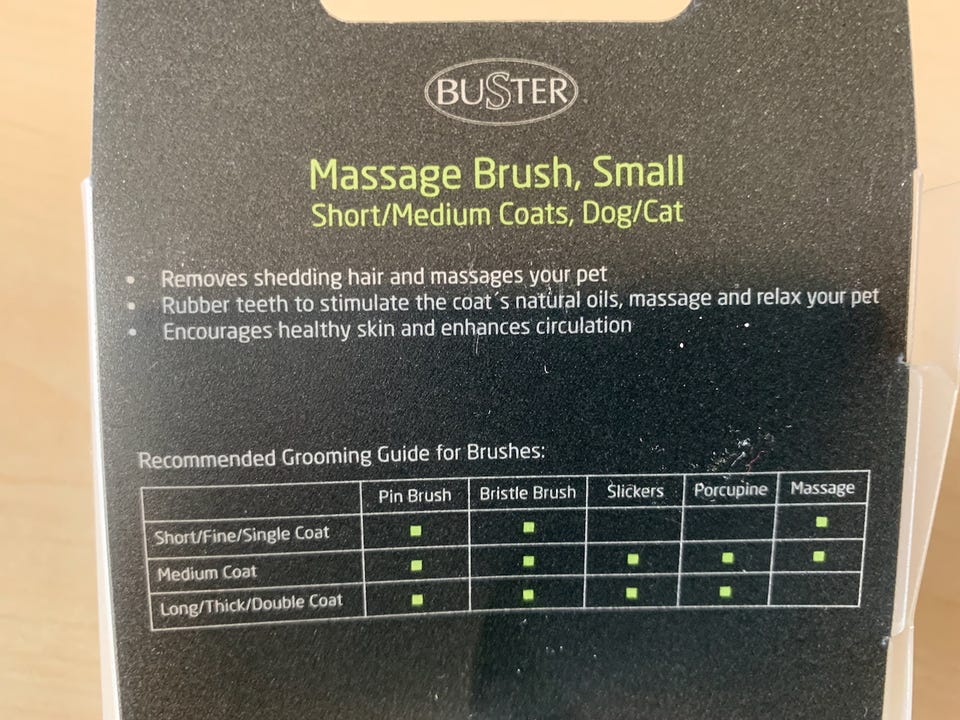 BUSTER
Massage Brush, Small
Short/Medium Coats, Dog/Cat
• Removes shedding hair and massages your pet
• Rubber teeth to stimulate the coat´s natural oils, massage and relax your pet
• Encourages healthy skin and enhances circulation
Recommended Grooming Guide for Brushes:
Pin Brush Bristle Brush Slickers Porcupine Massage
Short/Fine/Single Coat ■ ■ ■
Medium Coat ■ ■ ■ ■ ■
Long/Thick/Double Coat ■ ■ ■ ■